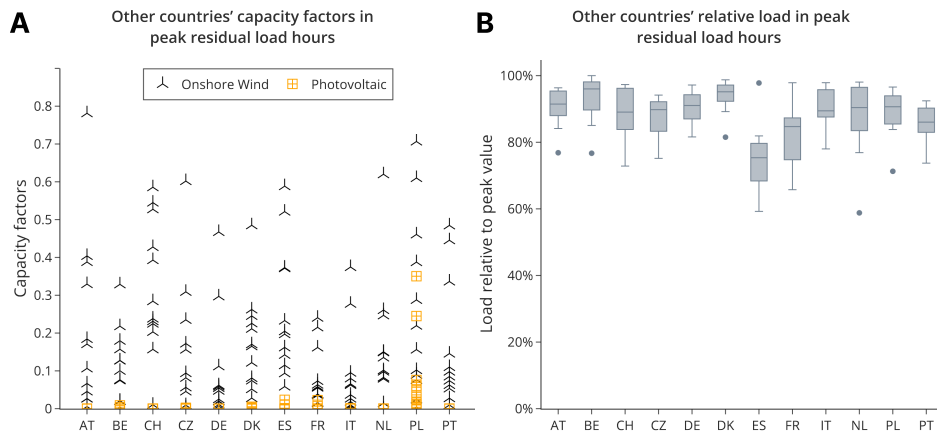 A
Other countries’ capacity factors in
peak residual load hours
Onshore Wind
Photovoltaic
Capacity factors
0.8
0.7
0.6
0.5
0.4
0.3
0.2
0.1
0
AT BE CH CZ DE DK ES FR IT NL PL PT
B
Other countries’ relative load in peak
residual load hours
Load relative to peak value
100%
80%
60%
40%
20%
0%
AT BE CH CZ DE DK ES FR IT NL PL PT